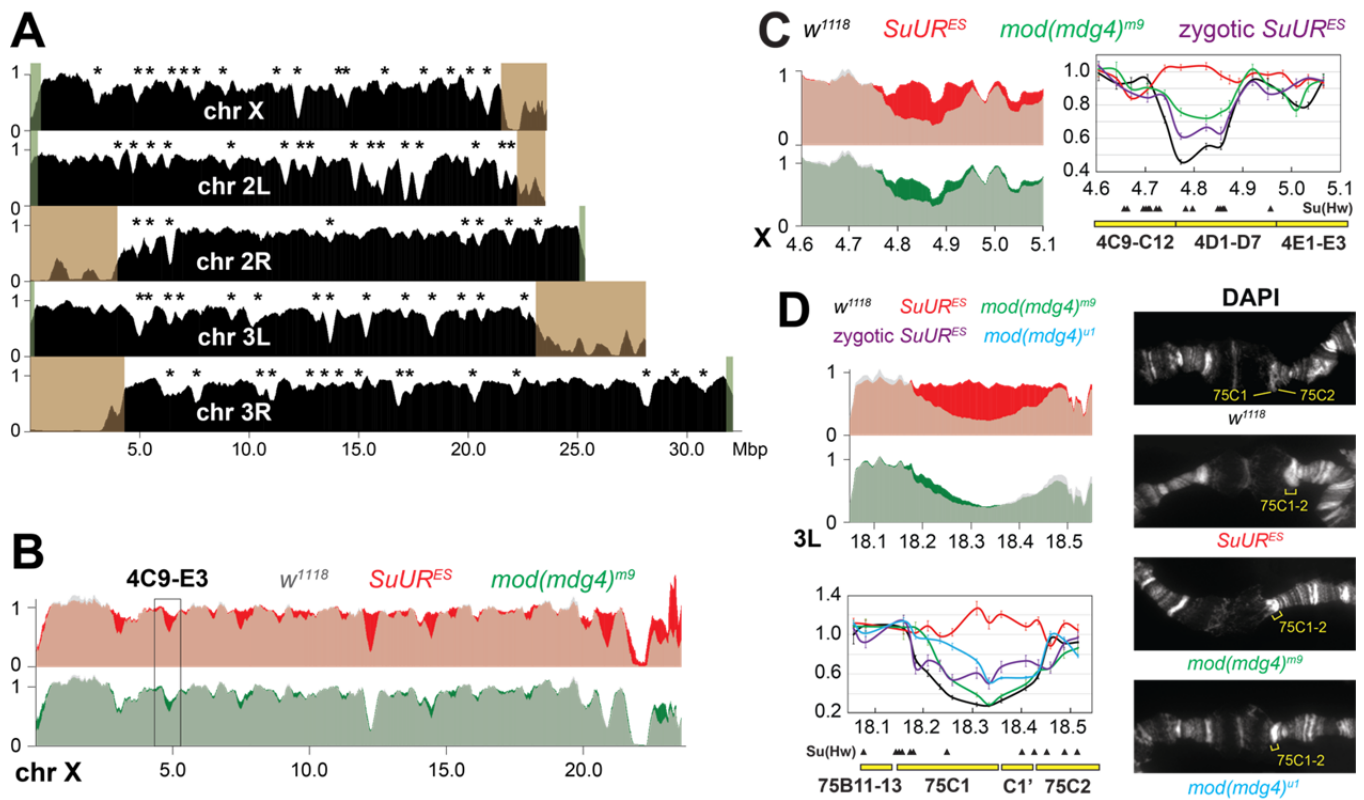 A
1
0
* * * * * * * * * * * * * * * * * *
chr X
1
0
* * * * * * * * * * * * * * * * *
chr 2L
1
0
* * * * * * * *
chr 2R
1
0
* * * * * * * * * * * * * *
chr 3L
1
0
* * * * * * * * * * * * * * *
chr 3R
5.0 10.0 15.0 20.0 25.0 30.0 Mbp
B
4C9-E3 w1118 SuURES mod(mdg4)m9
1
0
1
0
chr X 5.0 10.0 15.0 20.0
C
w1118 SuURES mod(mdg4)m9 zygotic SuURES
1
0
1
0
X
4.6 4.7 4.8 4.9 5.0 5.1
1.0
0.8
0.6
0.4
4.6 4.7 4.8 4.9 5.0 5.1
Su(Hw)
4C9-C12 4D1-D7 4E1-E3
D
w1118 SuURES mod(mdg4)m9
zygotic SuURES mod(mdg4)u1
1
0
1
0
3L
18.1 18.2 18.3 18.4 18.5
1.4
1.0
0.6
0.2
18.1 18.2 18.3 18.4 18.5
Su(Hw)
75B11-13 75C1 C1' 75C2
DAPI
75C1 75C2
w1118
75C1-2
SuURES
75C1-2
mod(mdg4)m9
75C1-2
mod(mdg4)u1